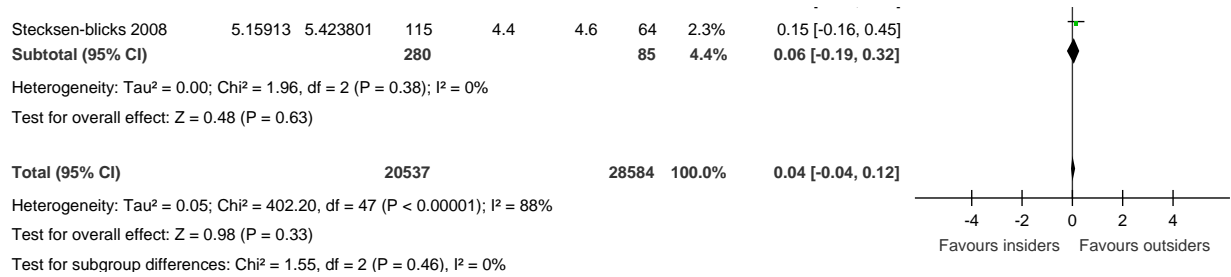 Stecksen-blicks 2008 5.15913 5.423801 115 4.4 4.6 64 2.3% 0.15 [-0.16, 0.45]
Subtotal (95% CI) 280 85 4.4% 0.06 [-0.19, 0.32]
Heterogeneity: Tau² = 0.00; Chi² = 1.96, df = 2 (P = 0.38); I² = 0%
Test for overall effect: Z = 0.48 (P = 0.63)
Total (95% CI) 20537 28584 100.0% 0.04 [-0.04, 0.12]
Heterogeneity: Tau² = 0.05; Chi² = 402.20, df = 47 (P < 0.00001); I² = 88%
Test for overall effect: Z = 0.98 (P = 0.33)
Test for subgroup differences: Chi² = 1.55, df = 2 (P = 0.46), I² = 0%
-4 -2 0 2 4
Favours insiders Favours outsiders